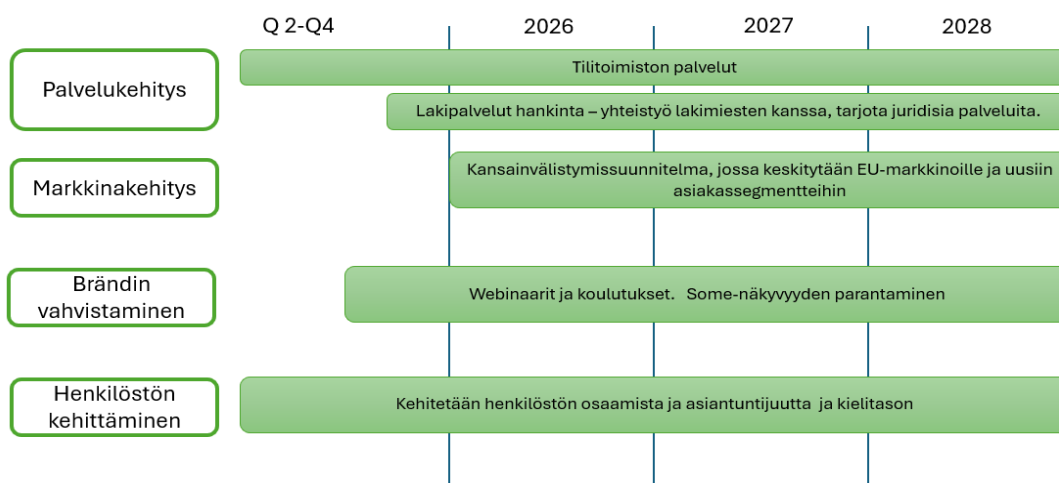 Q 2-Q4
2026
2027
2028
Palvelukehitys
Tilitoimiston palvelut
Lakipalvelut hankinta – yhteistyö lakimiesten kanssa, tarjota juridisia palveluita.
Markkinakehitys
Kansainvälistymissuunnitelma, jossa keskitytään EU-markkinoille ja uusiin
asiakassegmentteihin
Brändin
vahvistaminen
Webinaarit ja koulutukset. Some-näkyvyyden parantaminen
Henkilöstön
kehittäminen
Kehitetään henkilöstön osaamista ja asiantuntijuutta ja kielitason